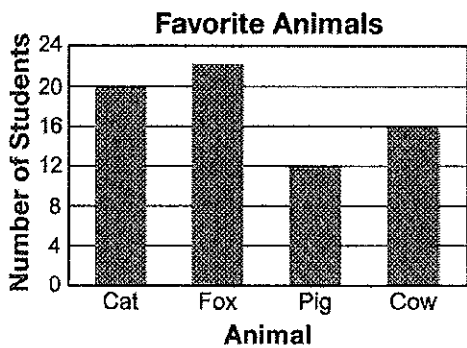 Favorite Animals
Number of Students
24
20
16
12
8
4
0
Cat Fox Pig Cow
Animal